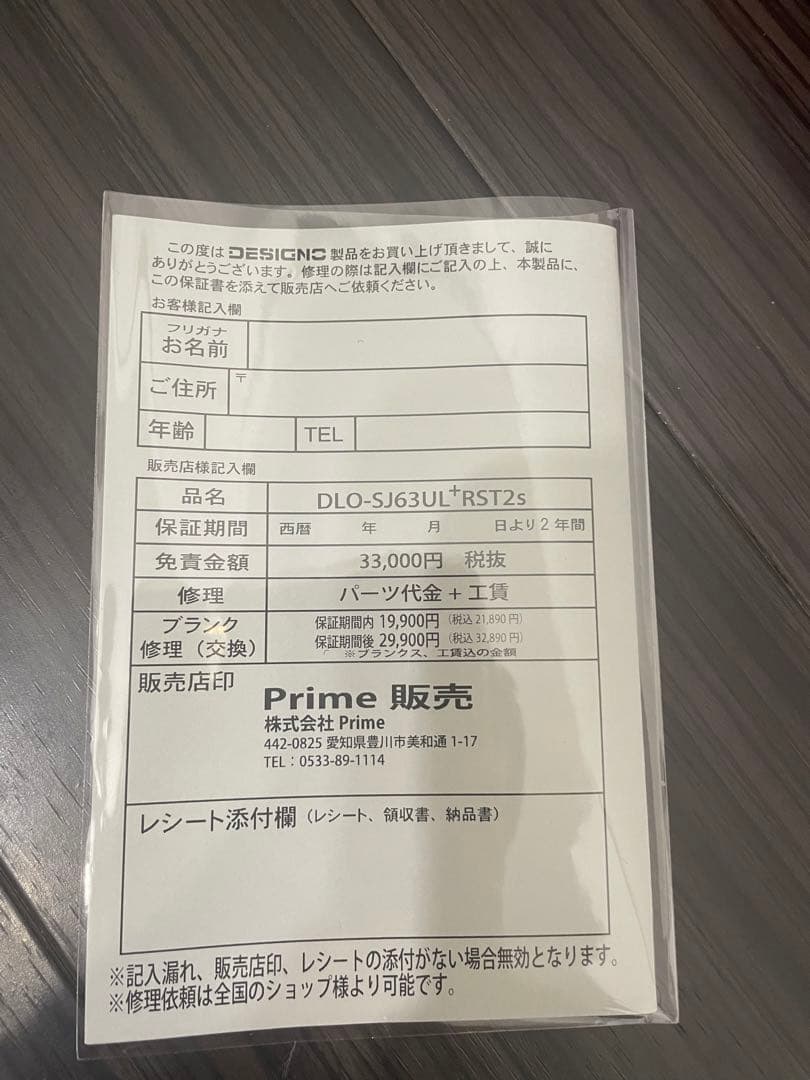 この度はDESIGNO製品をお買い上げ頂きまして、誠に
ありがとうございます。修理の際は記入欄にご記入の上、本製品に、
この保証書を添えて販売店へご依頼ください。
お客様記入欄
フリガナ
お名前
ご住所 〒
年齢 TEL
販売店様記入欄
品名 DLO-SJ63UL⁺RST2s
保証期間 西暦 年 月 日より2年間
免責金額 33,000円 税抜
修理 パーツ代金+工賃
ブランク
修理（交換）
保証期間内 19,900円（税込 21,890円）
保証期間後 29,900円（税込 32,890円）
※ブランクス、工賃込の金額
販売店印
Prime 販売
株式会社 Prime
442-0825 愛知県豊川市美和通 1-17
TEL：0533-89-1114
レシート添付欄（レシート、領収書、納品書）
※記入漏れ、販売店印、レシートの添付がない場合無効となります。
※修理依頼は全国のショップ様より可能です。